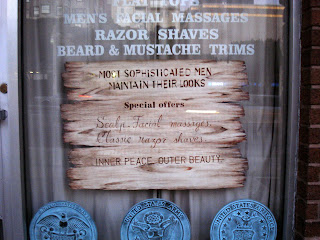 MEN'S FACIAL MASSAGES
RAZOR SHAVES
BEARD & MUSTACHE TRIMS
MOST SOPHISTICATED MEN
MAINTAIN THEIR LOOKS
Special offers
Scalp, Facial massages,
Classic razor shaves.
INNER PEACE, OUTER BEAUTY